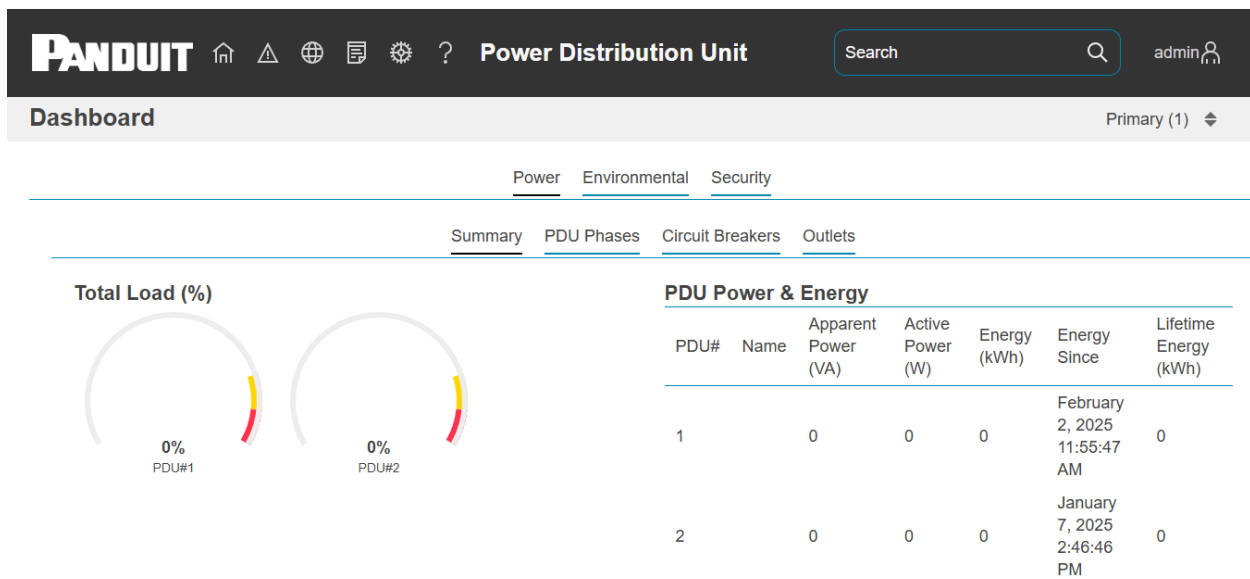 PANDUIT ? Power Distribution Unit Search admin
Dashboard Primary (1)
Power Environmental Security
Summary PDU Phases Circuit Breakers Outlets
Total Load (%)
0%
PDU#1
0%
PDU#2
PDU Power & Energy
PDU# Name Apparent Power (VA) Active Power (W) Energy (kWh) Energy Since Lifetime Energy (kWh)
1 0 0 0 February 2, 2025 11:55:47 AM 0
2 0 0 0 January 7, 2025 2:46:46 PM 0